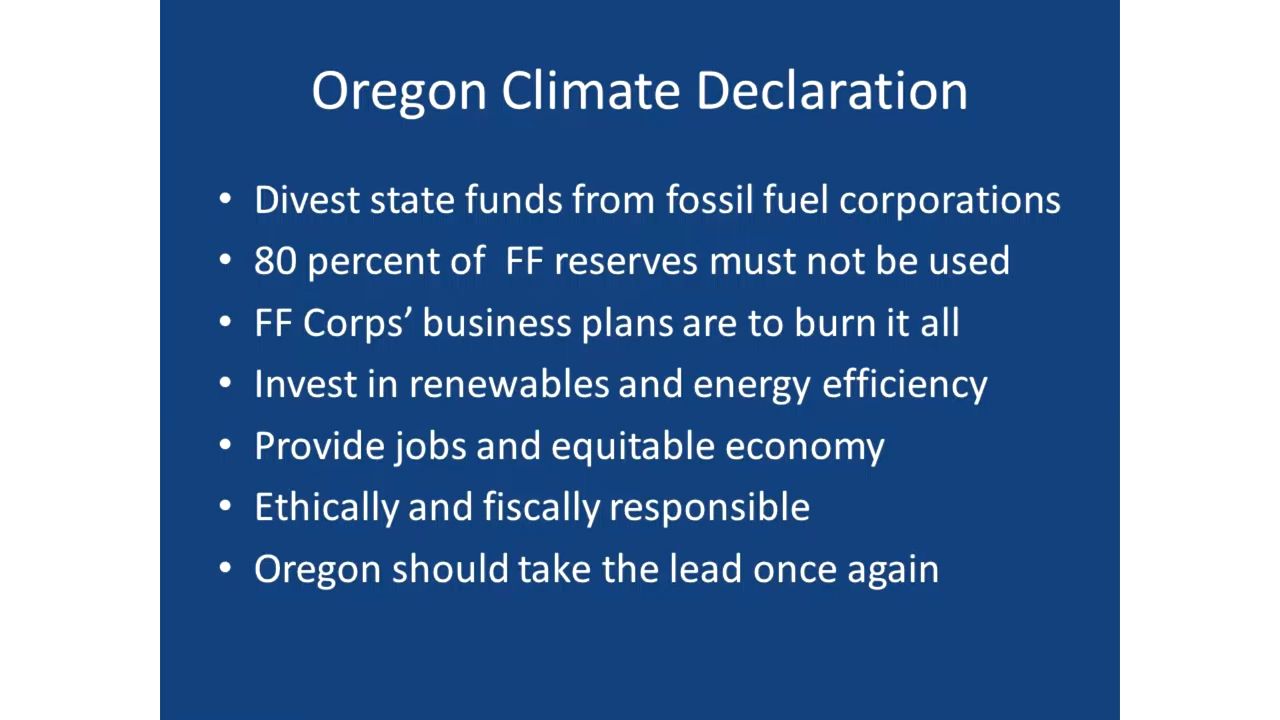 Oregon Climate Declaration
• Divest state funds from fossil fuel corporations
• 80 percent of  FF reserves must not be used
• FF Corps’ business plans are to burn it all
• Invest in renewables and energy efficiency
• Provide jobs and equitable economy
• Ethically and fiscally responsible
• Oregon should take the lead once again